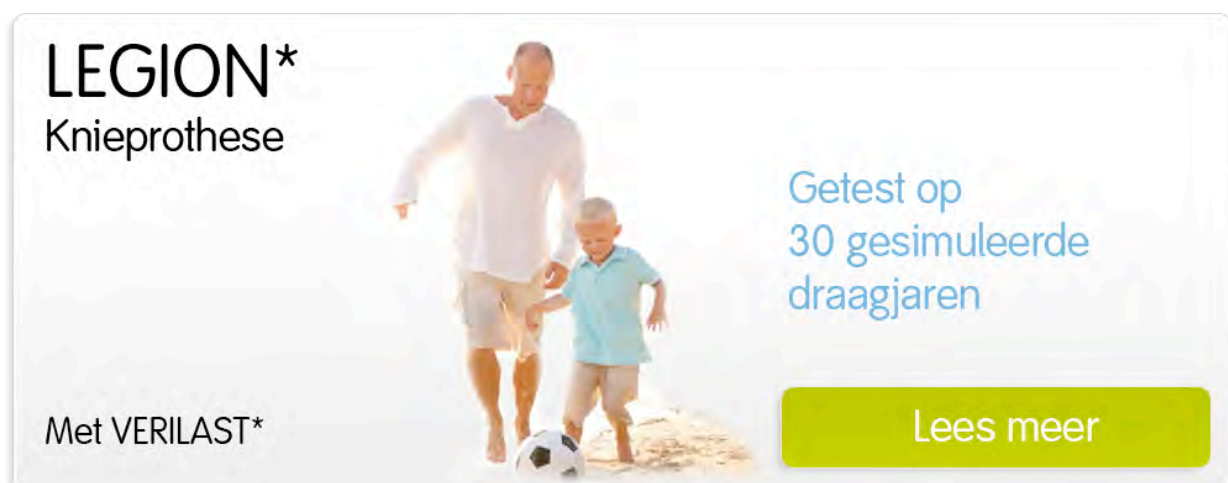 LEGION*
Knieprothese
Getest op
30 gesimuleerde
draagjaren
Met VERILAST*
Lees meer